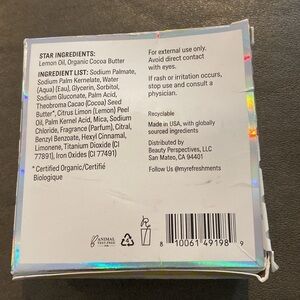 STAR INGREDIENTS:
Lemon Oil, Organic Cocoa Butter
INGREDIENT LIST: Sodium Palmate,
Sodium Palm Kernelate, Water
(Aqua) (Eau), Glycerin, Sorbitol,
Sodium Gluconate, Palm Acid,
Theobroma Cacao (Cocoa) Seed
Butter*, Citrus Limon (Lemon) Peel
Oil, Palm Kernel Acid, Mica, Sodium
Chloride, Fragrance (Parfum), Citral,
Benzyl Benzoate, Hexyl Cinnamal,
Limonene, Titanium Dioxide (CI
77891), Iron Oxides (CI 77491)
* Certified Organic/Certifié
Biologique
For external use only.
Avoid direct contact
with eyes.
If rash or irritation occurs,
stop use and consult a
physician.
Recyclable
Made in USA, with globally
sourced ingredients
Distributed by
Beauty Perspectives, LLC
San Mateo, CA 94401
Follow Us @myrefreshments
ANIMAL
TEST-FREE
8 10061 49198 9